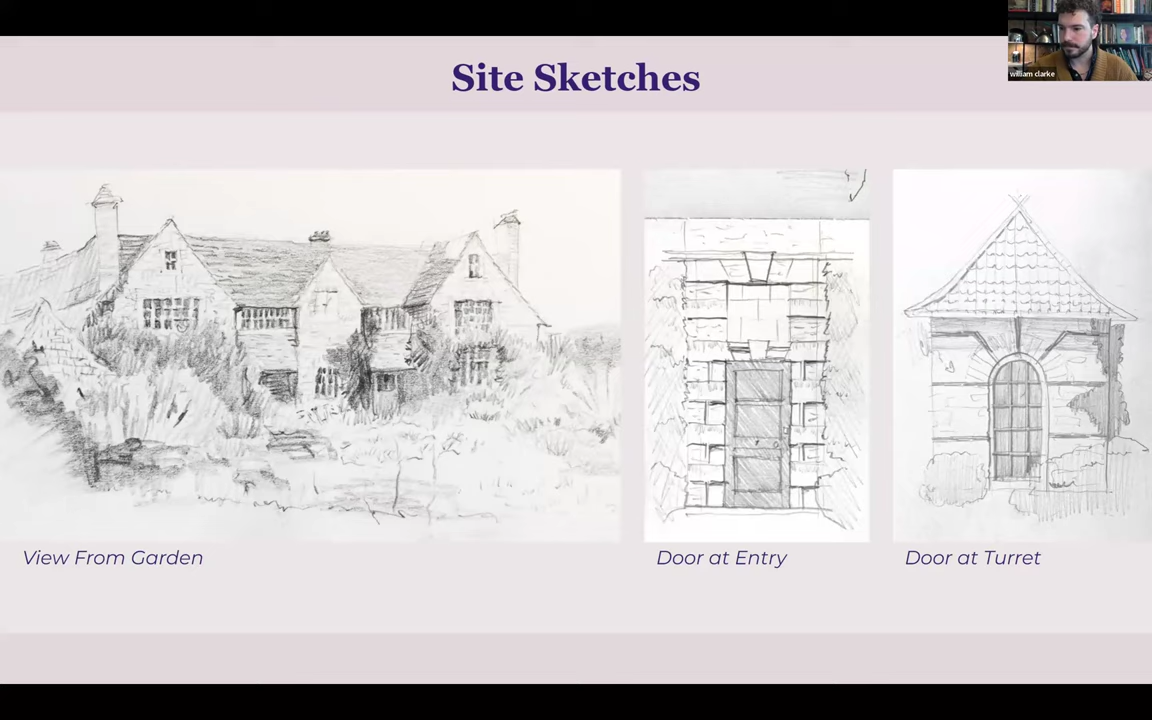 Site Sketches
william clarke
View From Garden
Door at Entry
Door at Turret